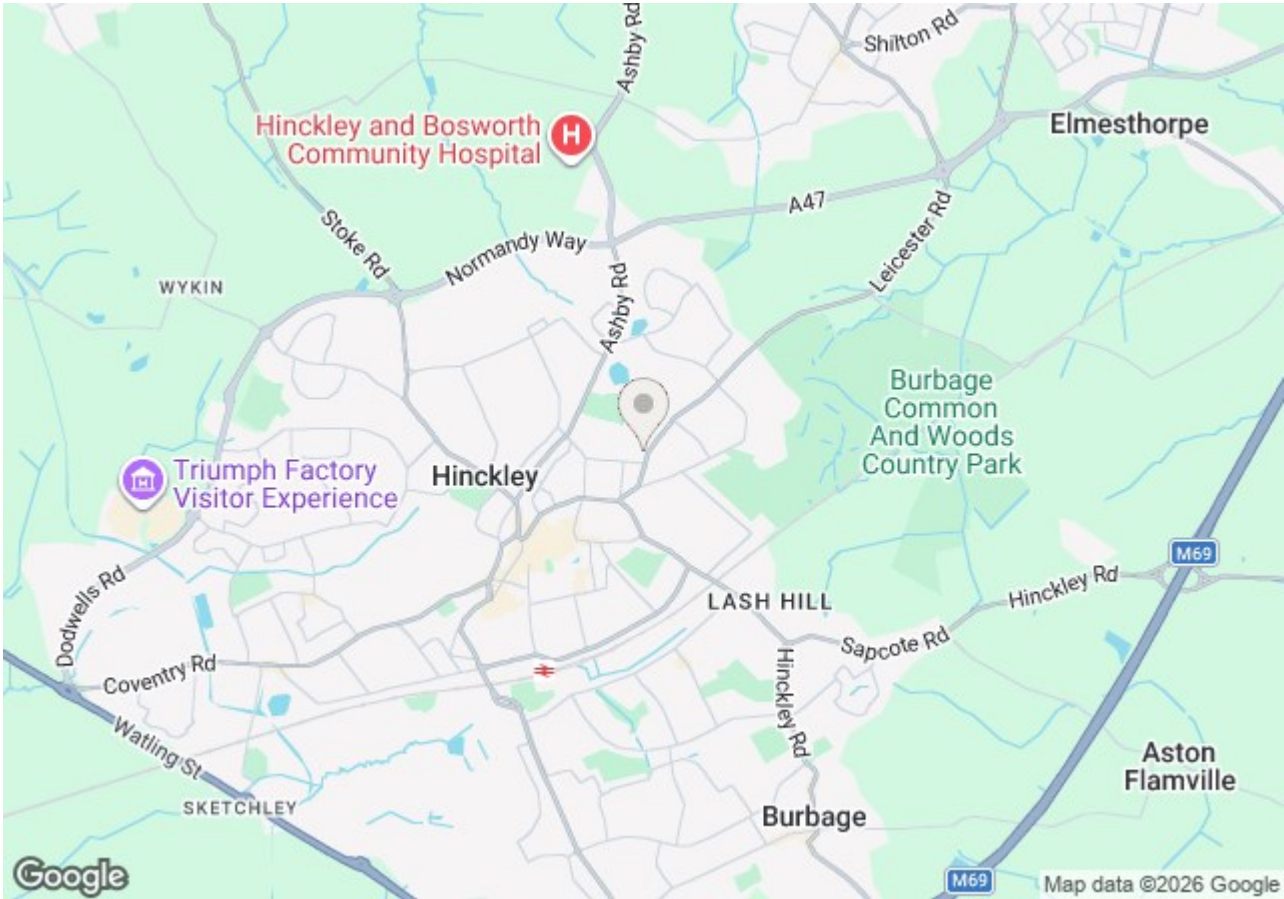 Shilton Rd
Ashby Rd
Elmesthorpe
Hinckley and Bosworth
Community Hospital
H
A47
Leicester Rd
Stoke Rd
Normandy Way
WYKIN
Ashby Rd
Burbage
Common
And Woods
Country Park
Triumph Factory
Visitor Experience
Hinckley
M69
Hinckley Rd
LASH HILL
Dodwells Rd
Sapcote Rd
Coventry Rd
Hinckley Rd
Watling St
Aston
Flamville
SKETCHLEY
Burbage
Google
M69
Map data ©2026 Google